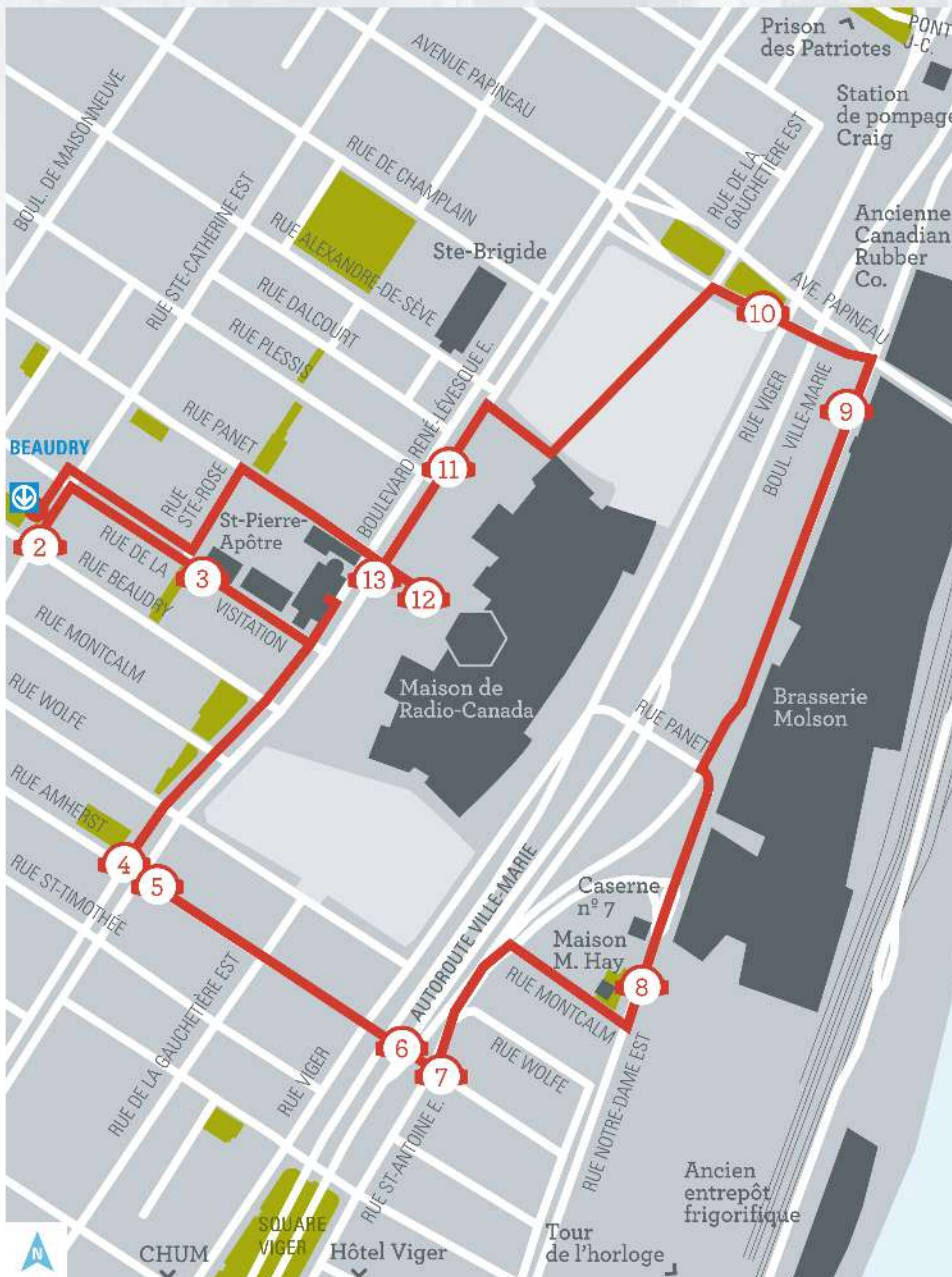 Prison
des Patriotes
PONT
J-C.
AVENUE PAPINEAU
Station
de pompage
Craig
BOUL. DE MAISONNEUVE
RUE DE CHAMPLAIN
RUE DE LA
GAUCHETIÈRE EST
RUE STE-CATHERINE EST
RUE ALEXANDRE-DE-SÈVE
Ste-Brigide
Ancienne
Canadian
Rubber
Co.
RUE DALCOURT
RUE PLESSIS
AVE. PAPINEAU
10
BOULEVARD RENÉ-LÉVESQUE E.
RUE VIGER
BOUL. VILLE-MARIE
9
RUE PANET
BEAUDRY
11
RUE
STE-ROSE
St-Pierre-
Apôtre
2
RUE DE LA
VISITATION
3
13
12
RUE BEAUDRY
RUE MONTCALM
Maison de
Radio-Canada
RUE PANET
Brasserie
Molson
RUE WOLFE
RUE AMHERST
4
5
RUE ST-TIMOTHÉE
AUTOROUTE VILLE-MARIE
Caserne
nº 7
Maison
M. Hay
8
RUE MONTCALM
RUE DE LA GAUCHETIÈRE EST
6
7
RUE VIGER
RUE WOLFE
RUE ST-ANTOINE E.
RUE NOTRE-DAME EST
Ancien
entrepôt
frigorifique
SQUARE
VIGER
N
CHUM
Hôtel Viger
Tour
de l'horloge